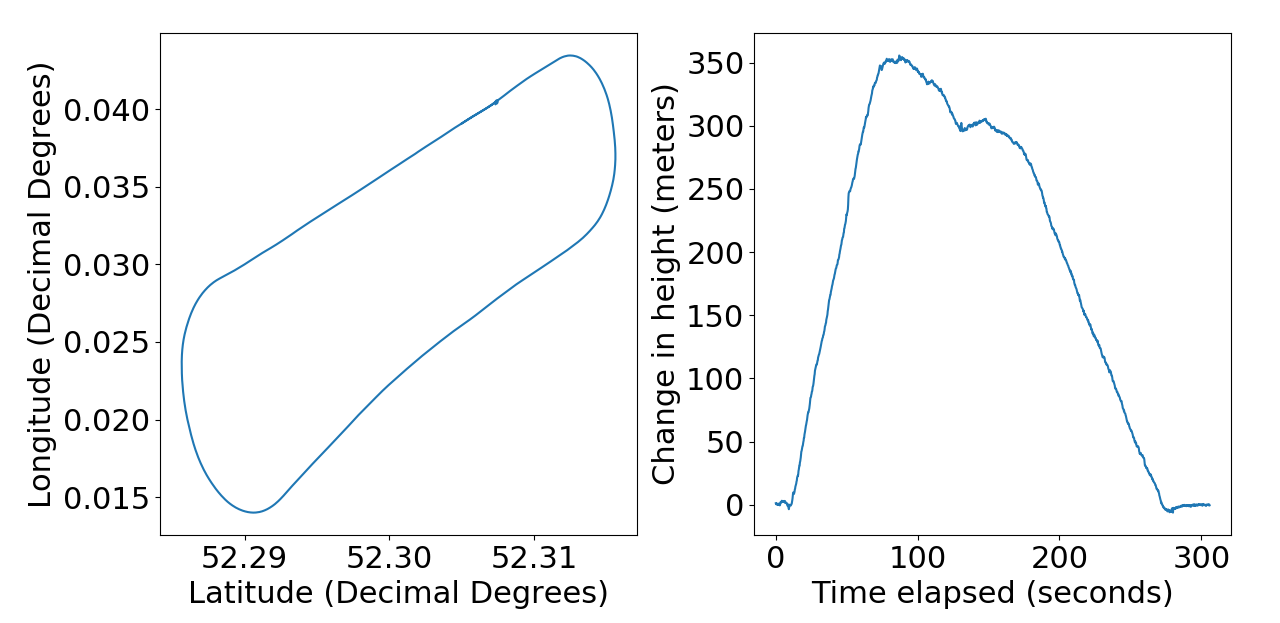 Longitude (Decimal Degrees)
0.040
0.035
0.030
0.025
0.020
0.015
52.29 52.30 52.31
Latitude (Decimal Degrees)
Change in height (meters)
350
300
250
200
150
100
50
0
0 100 200 300
Time elapsed (seconds)